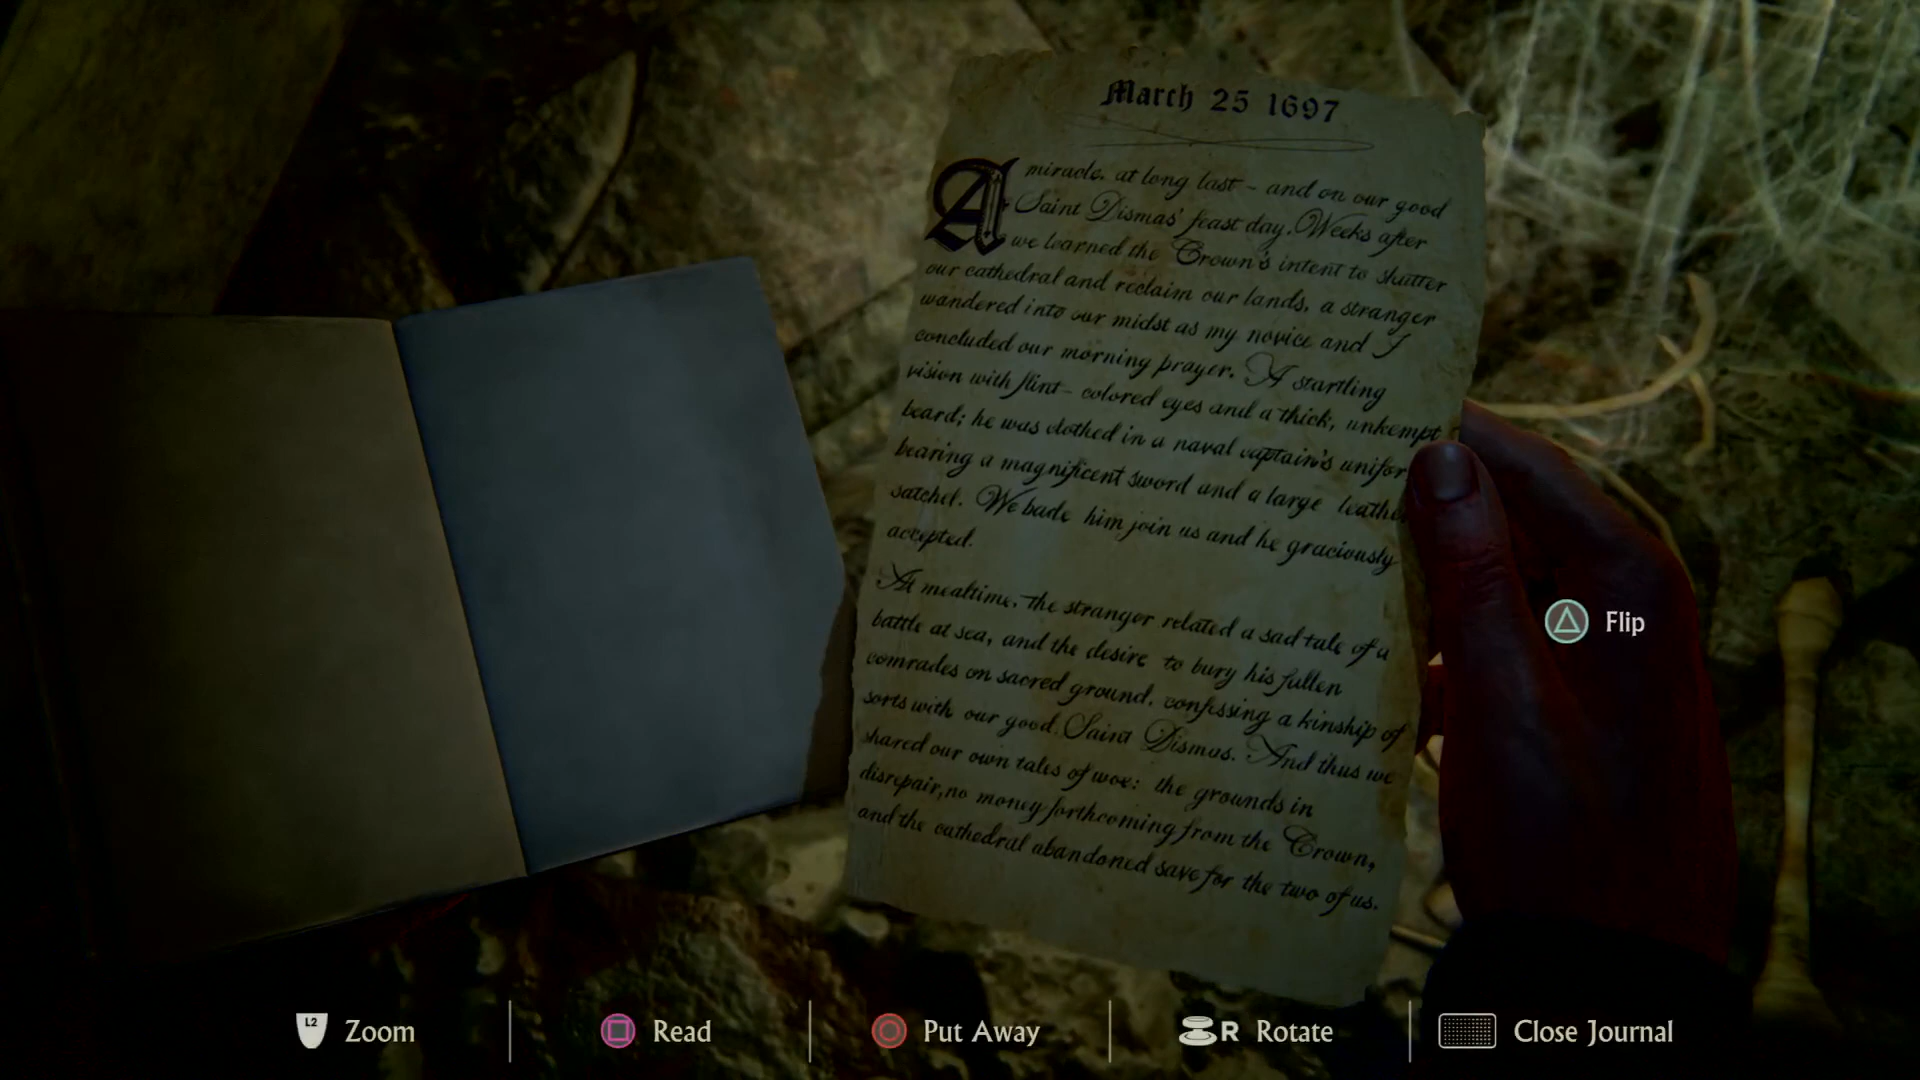 March 25 1697
A miracle, at long last - and on our good
Saint Dismas' feast day. Weeks after
we learned the Crown's intent to shutter
our cathedral and reclaim our lands, a stranger
wandered into our midst as my novice and I
concluded our morning prayer. A startling
vision with flint-colored eyes and a thick, unkempt
beard; he was clothed in a naval captain's unifor
bearing a magnificent sword and a large leathe
satchel. We bade him join us and he graciously
accepted.
At mealtime, the stranger related a sad tale of a
battle at sea, and the desire to bury his fallen
comrades on sacred ground, confessing a kinship of
sorts with our good Saint Dismas. And thus we
shared our own tales of woe: the grounds in
disrepair, no money forthcoming from the Crown,
and the cathedral abandoned save for the two of us.
Flip
L2 Zoom
Read
Put Away
R Rotate
Close Journal